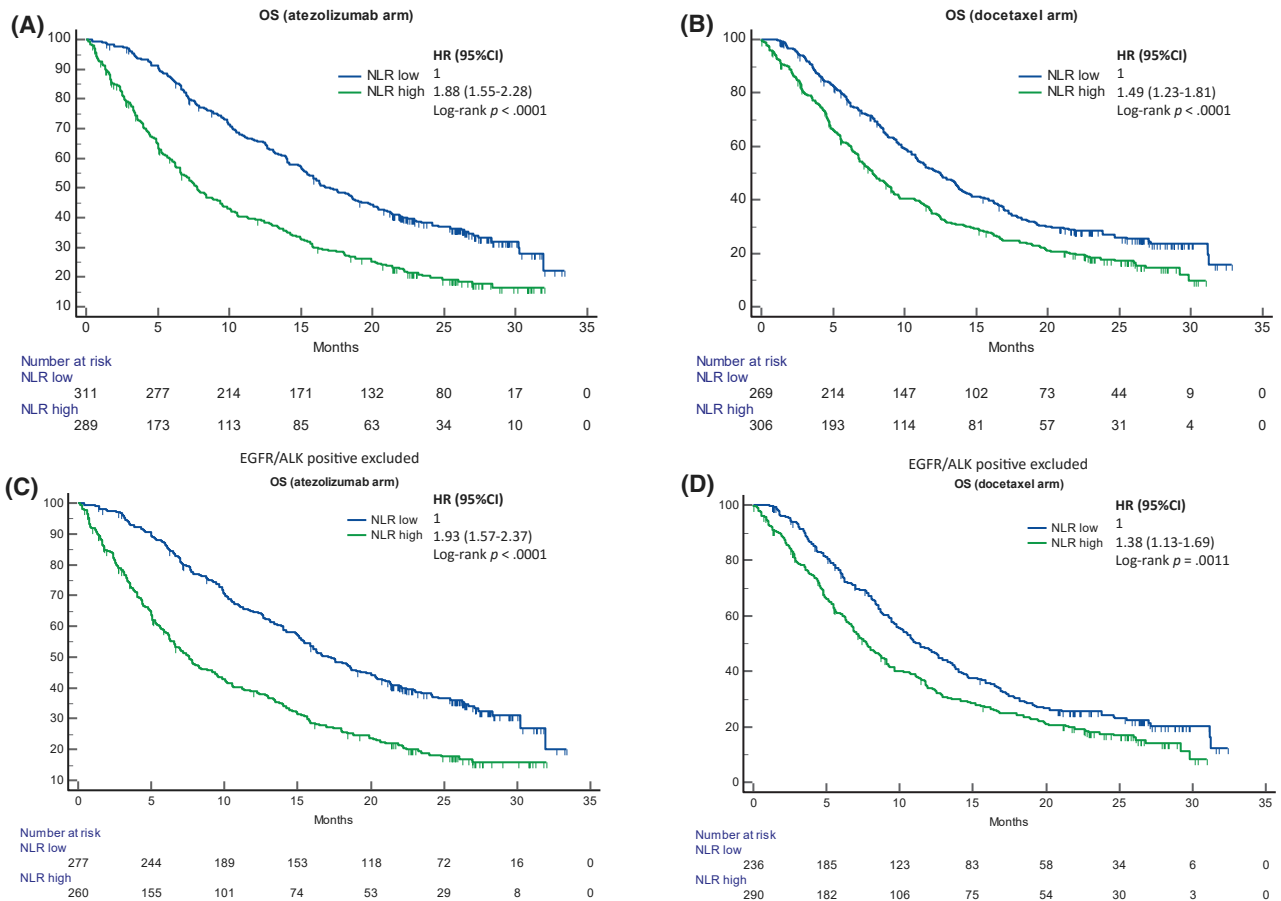 (A)
OS (atezolizumab arm)
HR (95%CI)
NLR low 1
NLR high 1.88 (1.55-2.28)
Log-rank p < .0001
100
90
80
70
60
50
40
30
20
10
0 5 10 15 20 25 30 35
Months
Number at risk
NLR low
311 277 214 171 132 80 17 0
NLR high
289 173 113 85 63 34 10 0
(B)
OS (docetaxel arm)
HR (95%CI)
NLR low 1
NLR high 1.49 (1.23-1.81)
Log-rank p < .0001
100
80
60
40
20
0
0 5 10 15 20 25 30 35
Months
Number at risk
NLR low
269 214 147 102 73 44 9 0
NLR high
306 193 114 81 57 31 4 0
EGFR/ALK positive excluded
(C)
OS (atezolizumab arm)
HR (95%CI)
NLR low 1
NLR high 1.93 (1.57-2.37)
Log-rank p < .0001
100
90
80
70
60
50
40
30
20
10
0 5 10 15 20 25 30 35
Months
Number at risk
NLR low
277 244 189 153 118 72 16 0
NLR high
260 155 101 74 53 29 8 0
EGFR/ALK positive excluded
(D)
OS (docetaxel arm)
HR (95%CI)
NLR low 1
NLR high 1.38 (1.13-1.69)
Log-rank p = .0011
100
80
60
40
20
0
0 5 10 15 20 25 30 35
Months
Number at risk
NLR low
236 185 123 83 58 34 6 0
NLR high
290 182 106 75 54 30 3 0